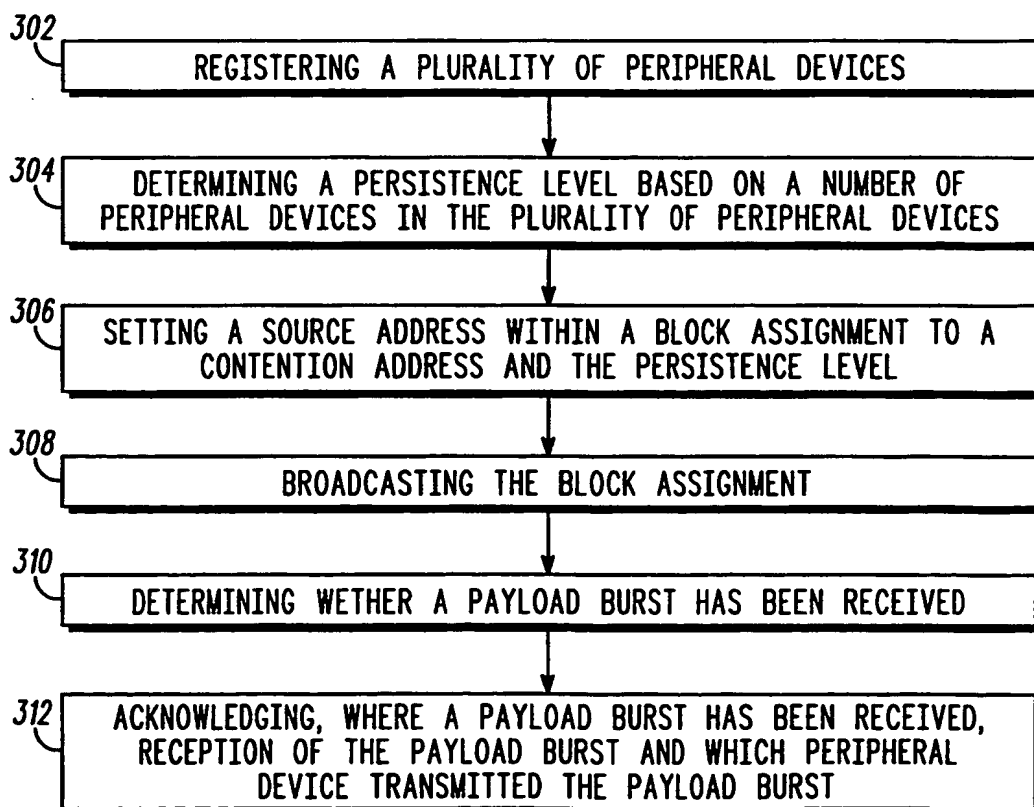 302
REGISTERING A PLURALITY OF PERIPHERAL DEVICES
304
DETERMINING A PERSISTENCE LEVEL BASED ON A NUMBER OF
PERIPHERAL DEVICES IN THE PLURALITY OF PERIPHERAL DEVICES
306
SETTING A SOURCE ADDRESS WITHIN A BLOCK ASSIGNMENT TO A
CONTENTION ADDRESS AND THE PERSISTENCE LEVEL
308
BROADCASTING THE BLOCK ASSIGNMENT
310
DETERMINING WETHER A PAYLOAD BURST HAS BEEN RECEIVED
312
ACKNOWLEDGING, WHERE A PAYLOAD BURST HAS BEEN RECEIVED,
RECEPTION OF THE PAYLOAD BURST AND WHICH PERIPHERAL
DEVICE TRANSMITTED THE PAYLOAD BURST